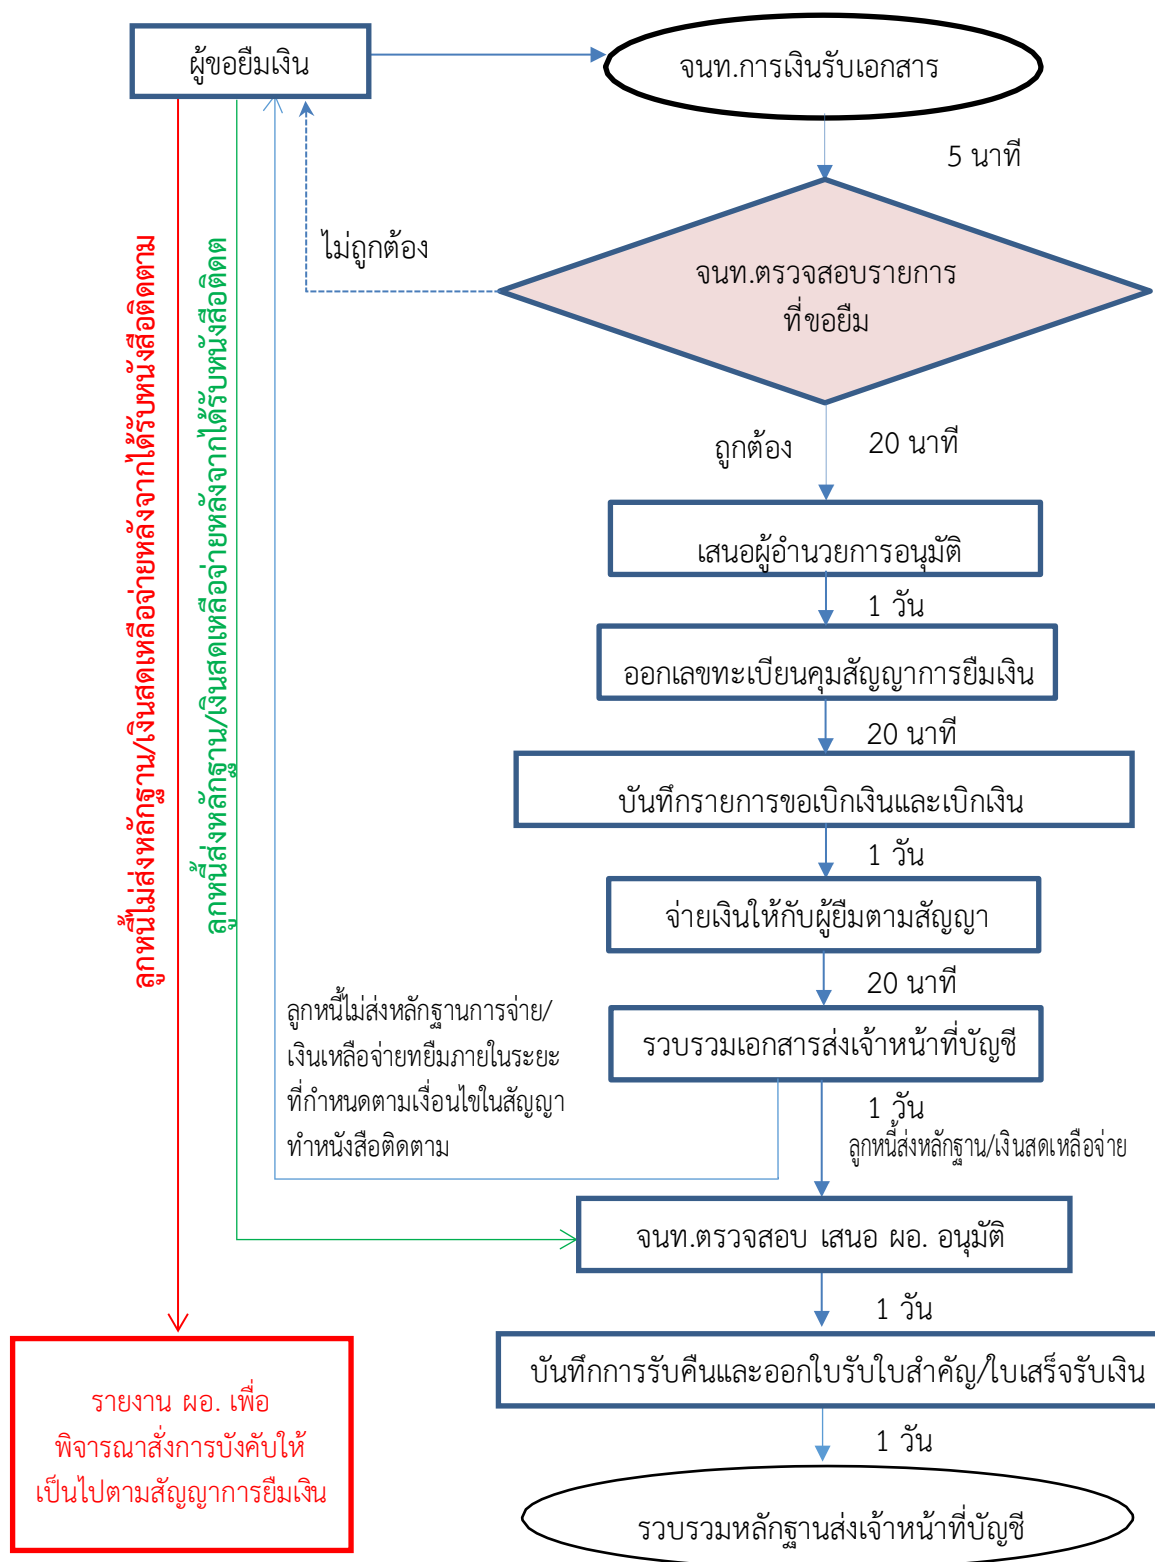 ผู้ขอยืมเงิน
จนท.การเงินรับเอกสาร
5 นาที
ไม่ถูกต้อง
จนท.ตรวจสอบรายการ
ที่ขอยืม
ถูกต้อง
20 นาที
เสนอผู้อำนวยการอนุมัติ
1 วัน
ออกเลขทะเบียนคุมสัญญาการยืมเงิน
20 นาที
บันทึกรายการขอเบิกเงินและเบิกเงิน
1 วัน
จ่ายเงินให้กับผู้ยืมตามสัญญา
20 นาที
รวบรวมเอกสารส่งเจ้าหน้าที่บัญชี
1 วัน
ลูกหนี้ส่งหลักฐาน/เงินสดเหลือจ่าย
ลูกหนี้ไม่ส่งหลักฐานการจ่าย/
เงินเหลือจ่ายทยืมภายในระยะ
ที่กำหนดตามเงื่อนไขในสัญญา
ทำหนังสือติดตาม
ลูกหนี้ไม่ส่งหลักฐาน/เงินสดเหลือจ่ายหลังจากได้รับหนังสือติดตาม
ลูกหนี้ส่งหลักฐาน/เงินสดเหลือจ่ายหลังจากได้รับหนังสือติดต
จนท.ตรวจสอบ เสนอ ผอ. อนุมัติ
1 วัน
บันทึกการรับคืนและออกใบรับใบสำคัญ/ใบเสร็จรับเงิน
1 วัน
รวบรวมหลักฐานส่งเจ้าหน้าที่บัญชี
รายงาน ผอ. เพื่อ
พิจารณาสั่งการบังคับให้
เป็นไปตามสัญญาการยืมเงิน